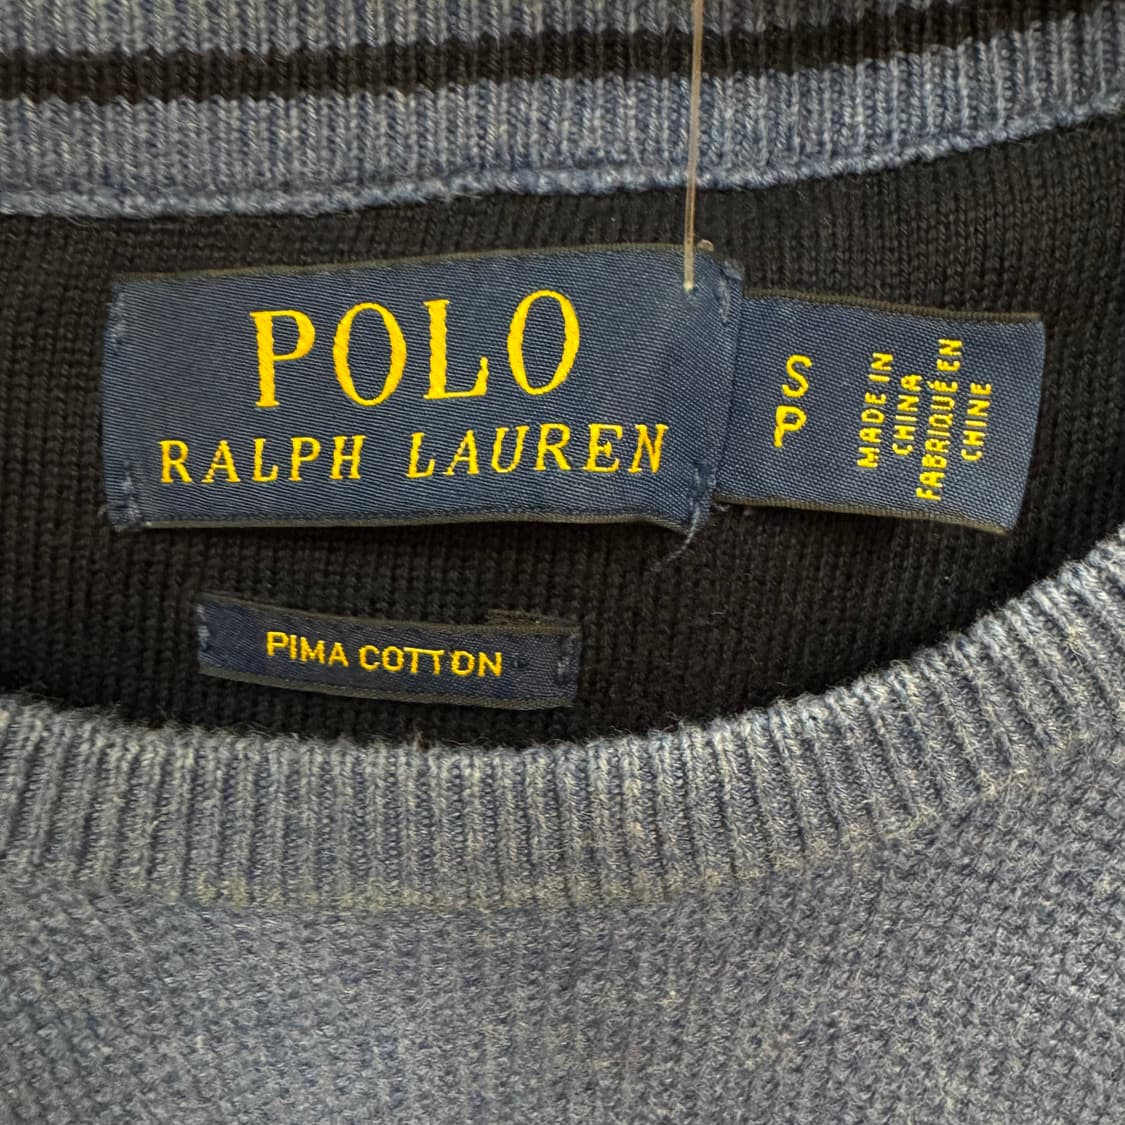 POLO
RALPH LAUREN
S
P
MADE IN
CHINA
FABRIQUÉ EN
CHINE
PIMA COTTON